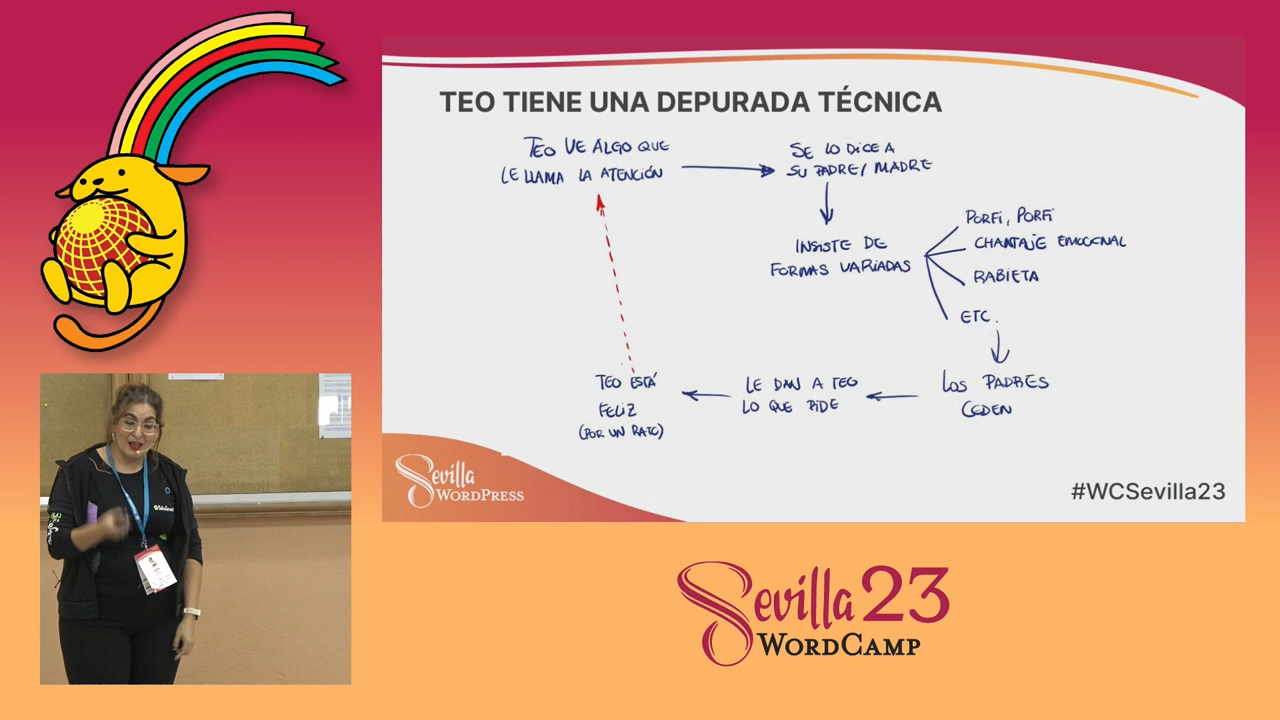 TEO TIENE UNA DEPURADA TÉCNICA
TEO VE ALGO QUE
LE LLAMA LA ATENCIÓN
SE LO DICE A
SU PADRE/MADRE
INSISTE DE
FORMAS VARIADAS
PORFI, PORFI
CHANTAJE EMOCIONAL
RABIETA
ETC.
LOS PADRES
CEDEN
LE DAN A TEO
LO QUE PIDE
TEO ESTÁ
FELIZ
(POR UN RATO)
Sevilla
WORDPRESS
#WCSevilla23
Sevilla 23
WORDCAMP